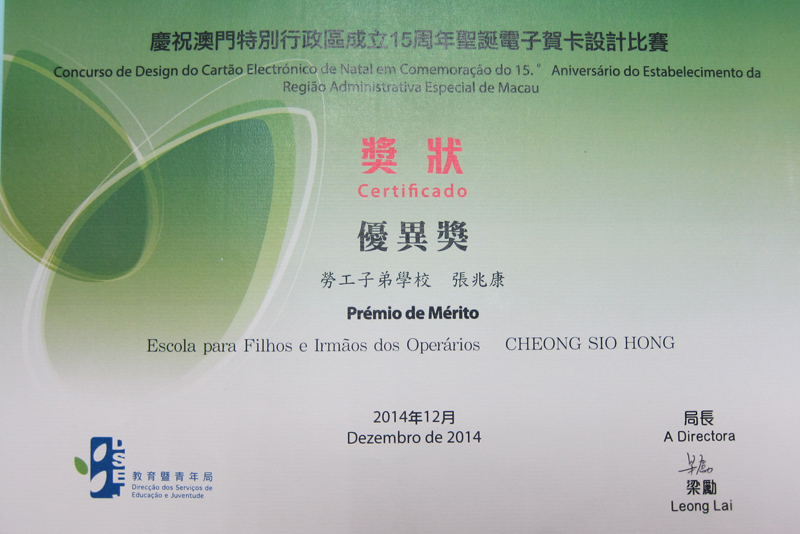 慶祝澳門特別行政區成立15周年聖誕電子賀卡設計比賽
Concurso de Design do Cartão Electrónico de Natal em Comemoração do 15.° Aniversário do Estabelecimento da
Região Administrativa Especial de Macau
獎狀
Certificado
優異獎
勞工子弟學校 張兆康
Prémio de Mérito
Escola para Filhos e Irmãos dos Operários CHEONG SIO HONG
2014年12月
Dezembro de 2014
局長
A Directora
梁勵
Leong Lai
DSEJ
教育暨青年局
Direcção dos Serviços de
Educação e Juventude